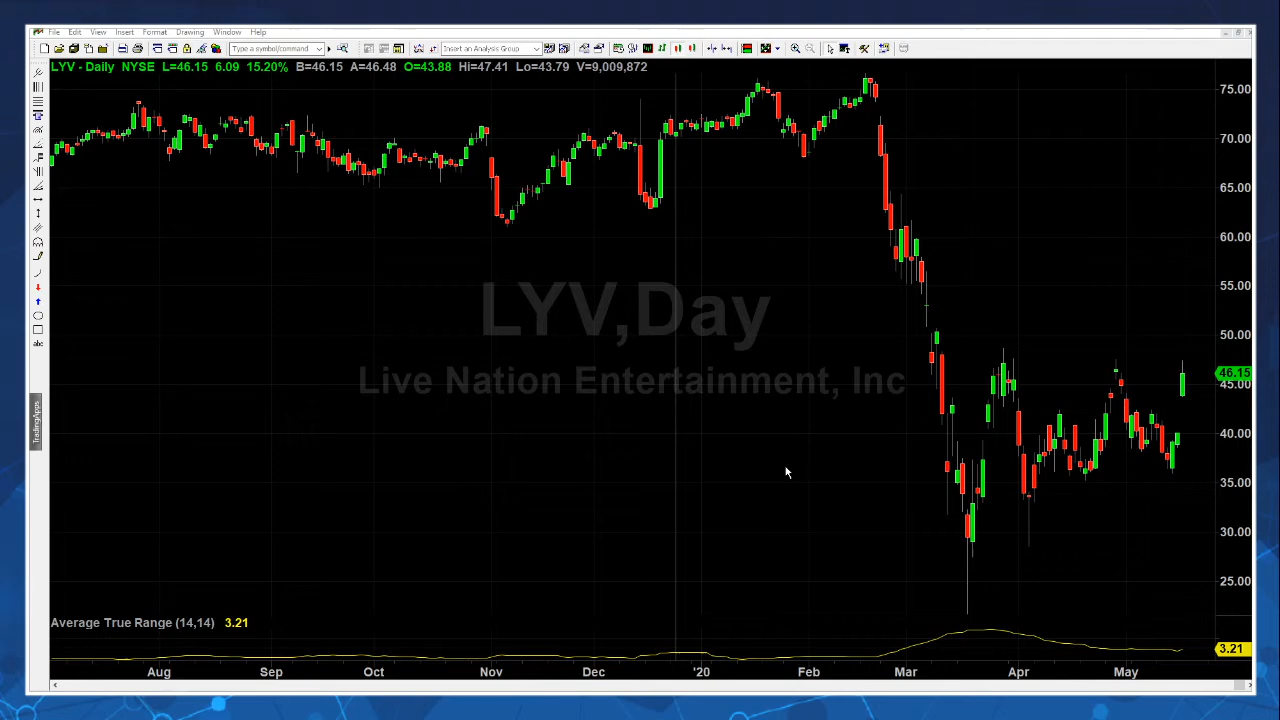 File Edit View Insert Format Drawing Window Help
Type a symbol/command Insert an Analysis Group
LYV - Daily NYSE L=46.15 6.09 15.20% B=46.15 A=46.48 O=43.88 Hi=47.41 Lo=43.79 V=9,009,872
75.00
70.00
65.00
60.00
55.00
50.00
LYV,Day
Live Nation Entertainment, Inc
46.15
45.00
40.00
35.00
30.00
25.00
abc
TradingApps
Average True Range (14,14) 3.21
3.21
Aug Sep Oct Nov Dec '20 Feb Mar Apr May